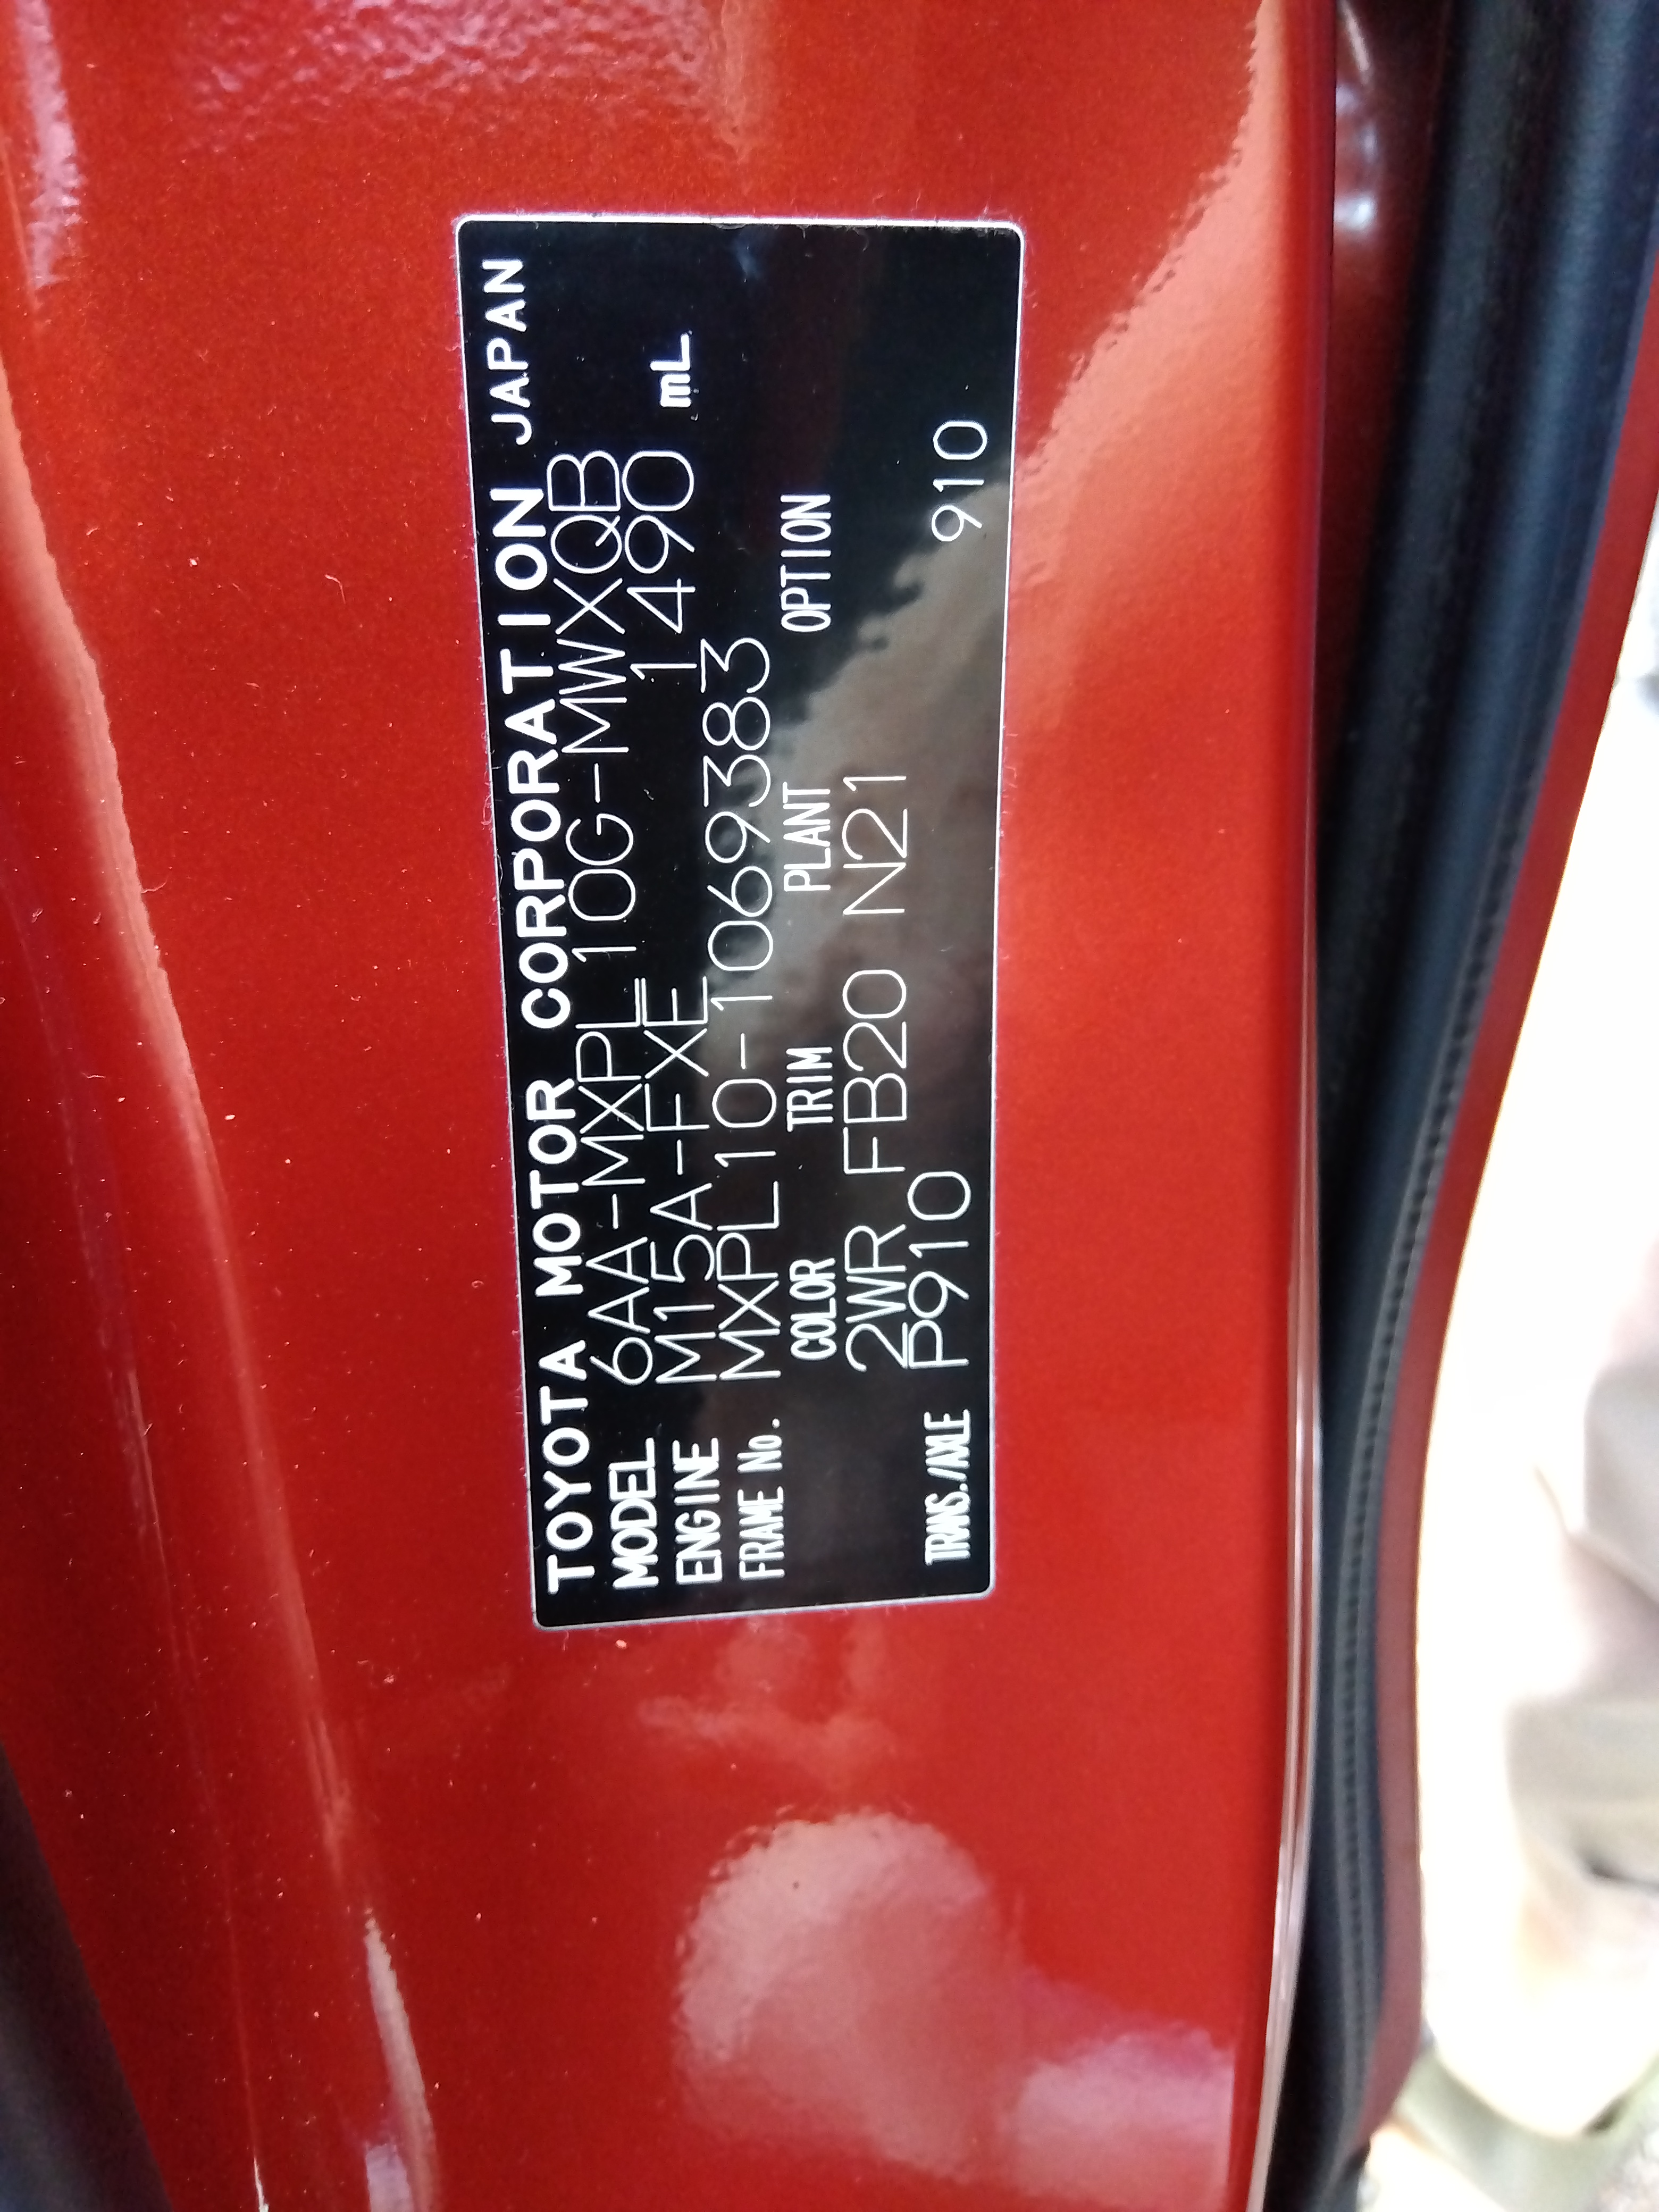 TOYOTA MOTOR CORPORATION JAPAN
MODEL 6AA-MXPL10G-MWXQB
ENGINE M15A-FXE 1490 mL
FRAME No. MXPL10-1069383
COLOR TRIM PLANT OPTION
2WR FB20 N21
TRANS./AXLE P910 910